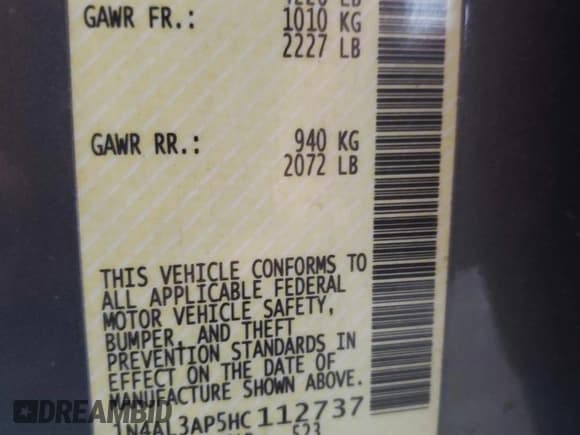 GAWR FR.: 1010 KG
2227 LB
GAWR RR.: 940 KG
2072 LB
THIS VEHICLE CONFORMS TO
ALL APPLICABLE FEDERAL
MOTOR VEHICLE SAFETY,
BUMPER, AND THEFT
PREVENTION STANDARDS IN
EFFECT ON THE DATE OF
MANUFACTURE SHOWN ABOVE.
1N4AL3AP5HC112737
523
DREAMBID